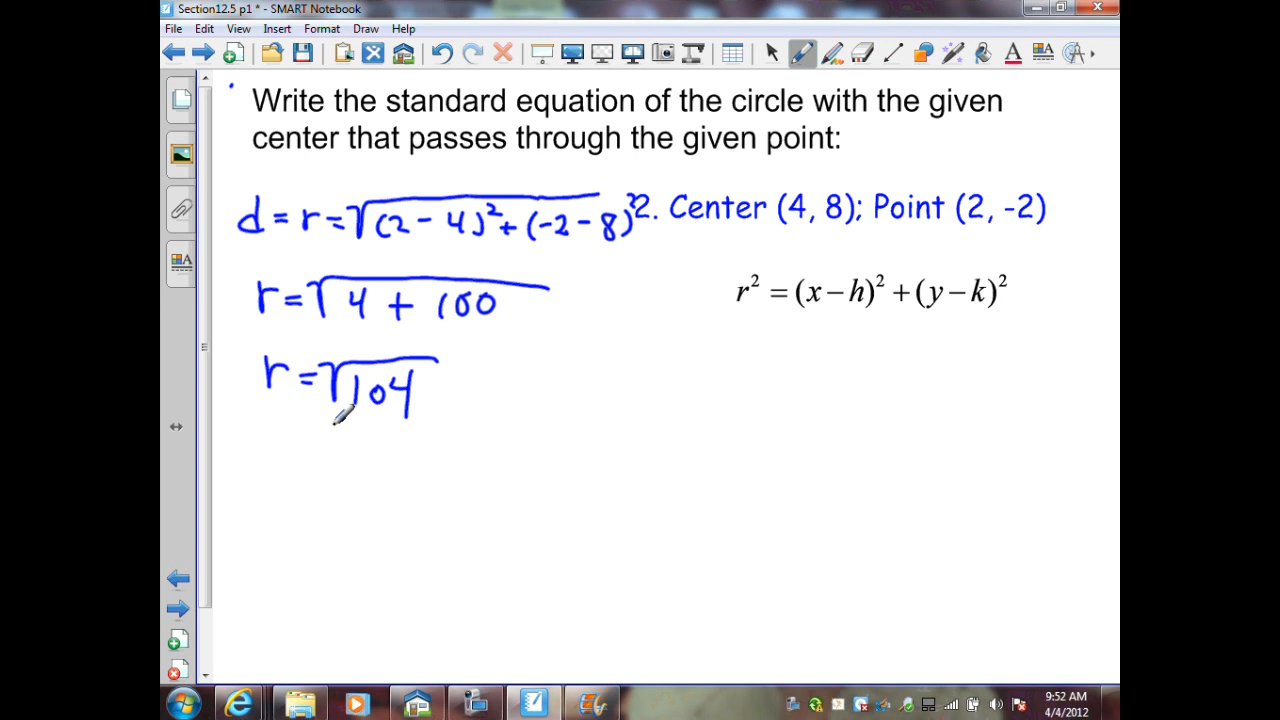 Section12.5 p1 * - SMART Notebook
File Edit View Insert Format Draw Help
Write the standard equation of the circle with the given
center that passes through the given point:
d = r = √(2 - 4)² + (-2 - 8)²
2. Center (4, 8); Point (2, -2)
r² = (x − h)² + (y − k)²
r = √4 + 100
r = √104
9:52 AM
4/4/2012